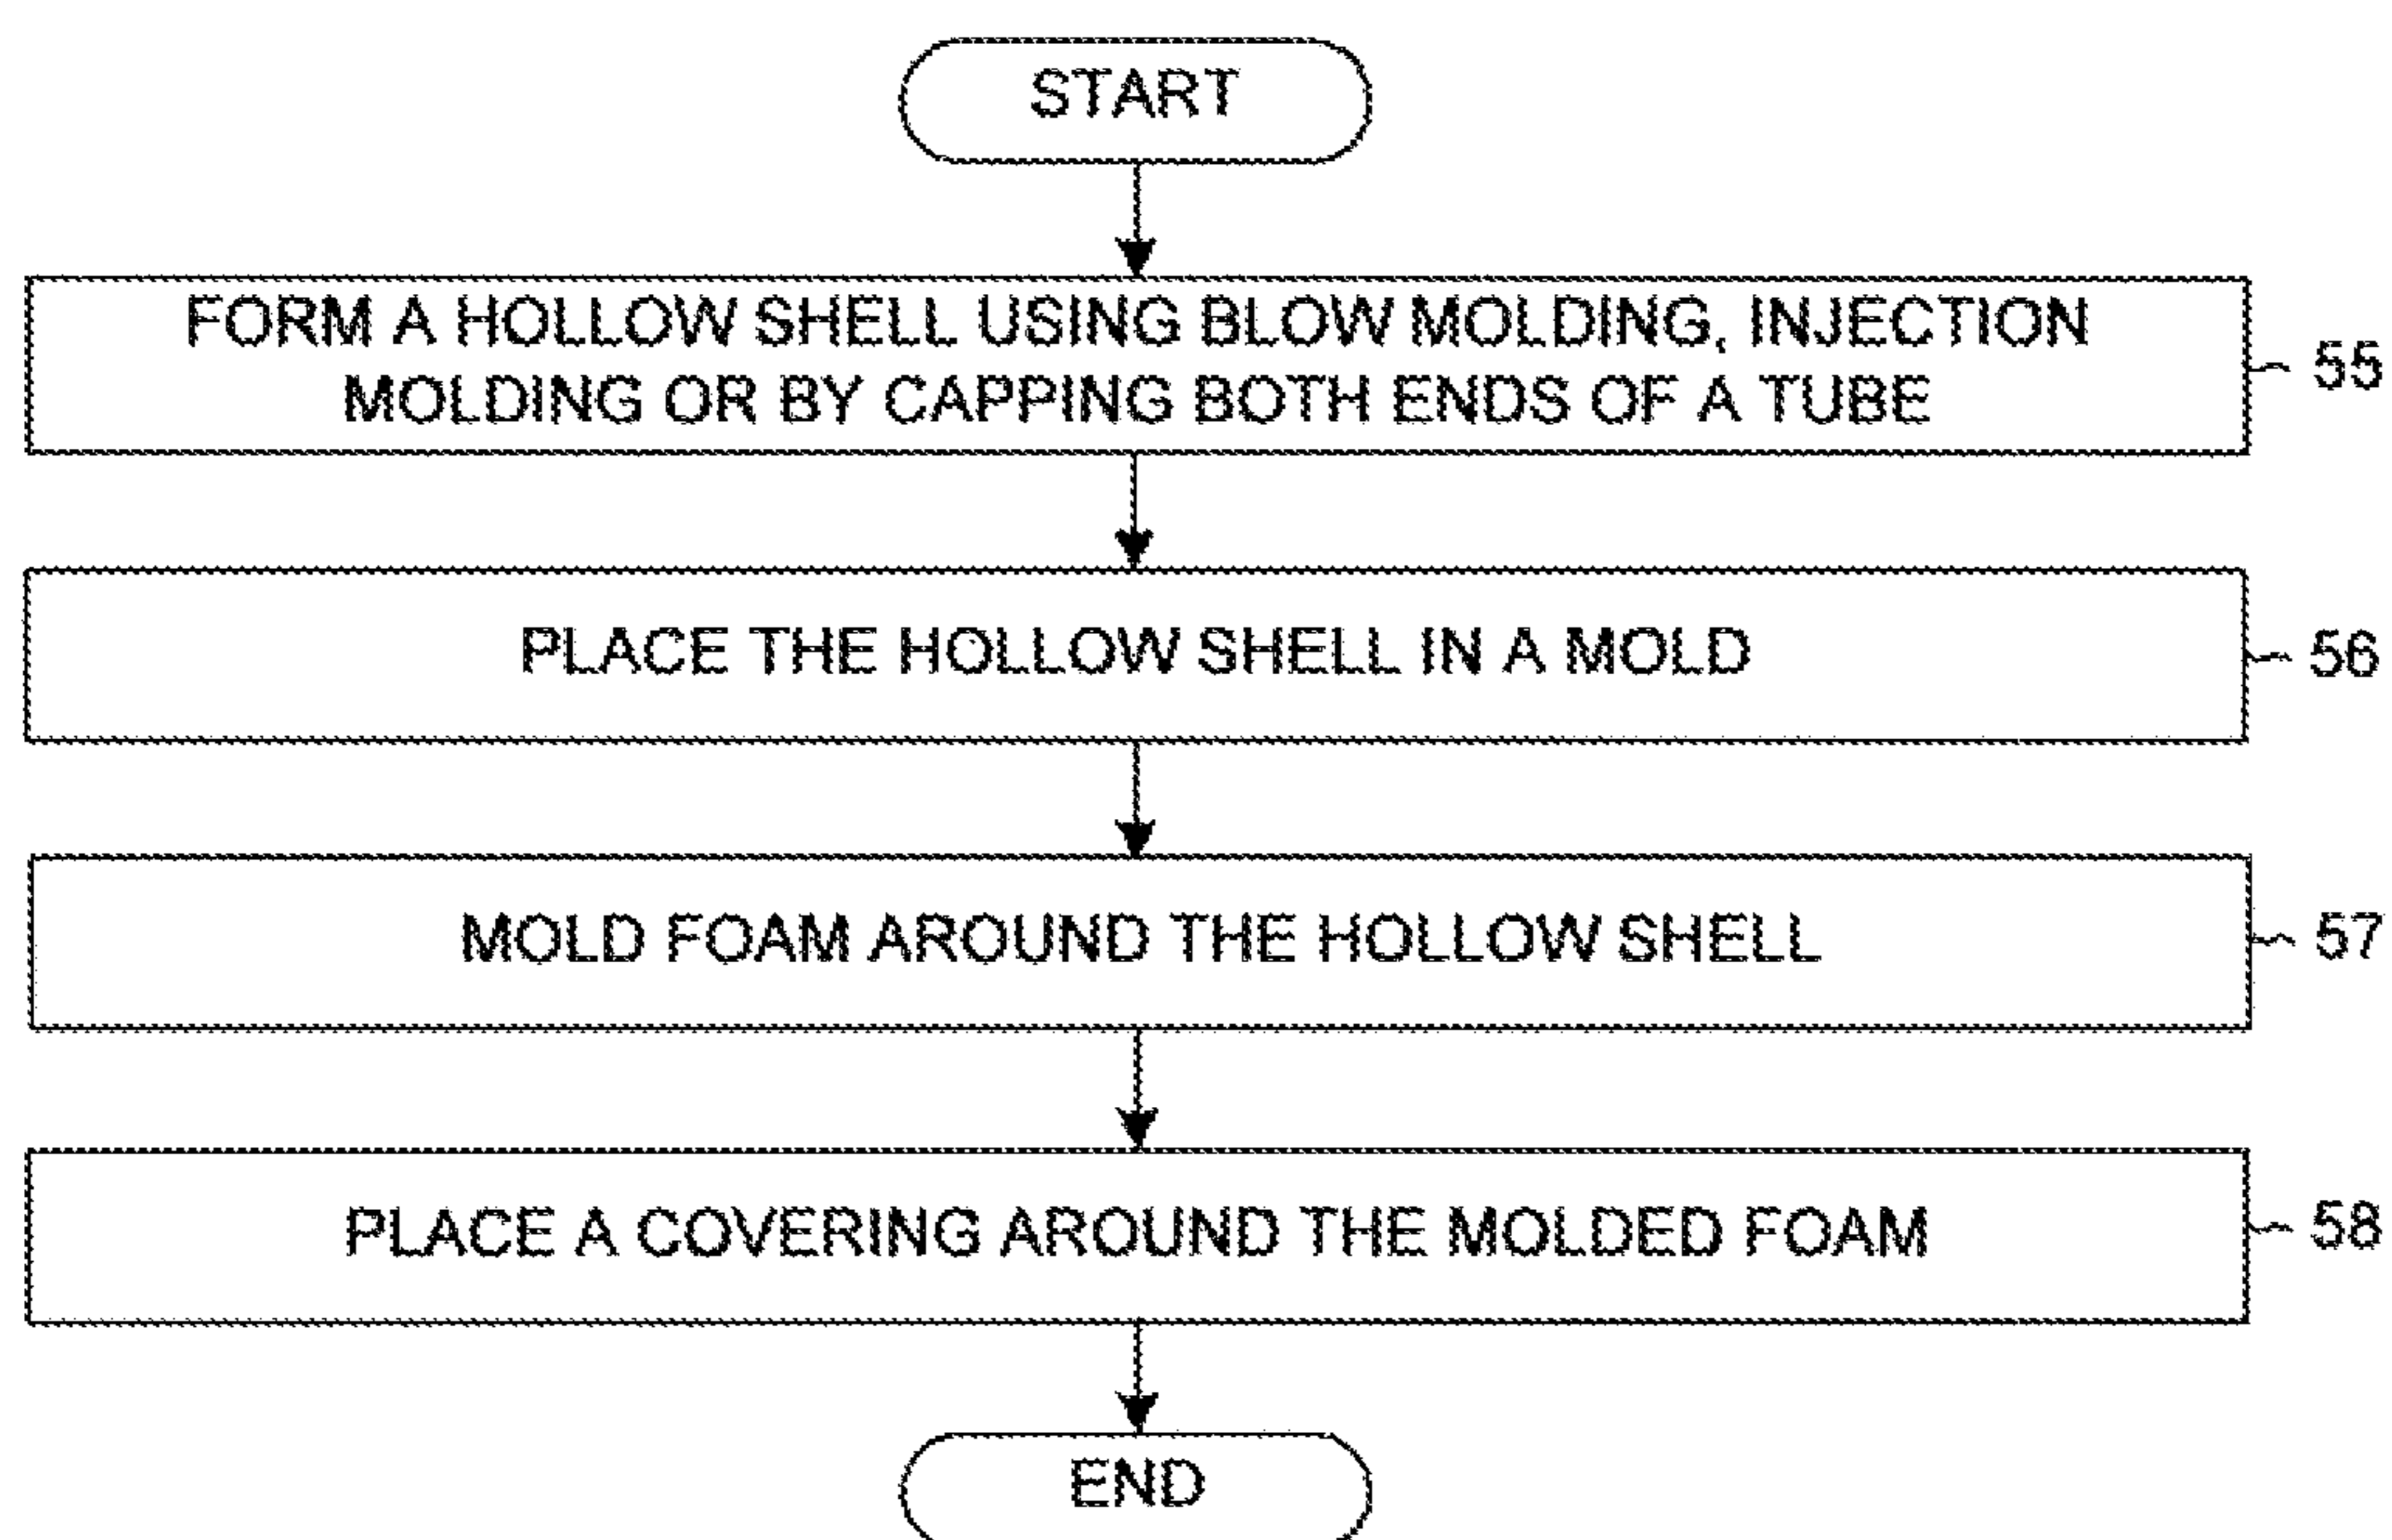 START
FORM A HOLLOW SHELL USING BLOW MOLDING, INJECTION
MOLDING OR BY CAPPING BOTH ENDS OF A TUBE
55
PLACE THE HOLLOW SHELL IN A MOLD
56
MOLD FOAM AROUND THE HOLLOW SHELL
57
PLACE A COVERING AROUND THE MOLDED FOAM
58
END